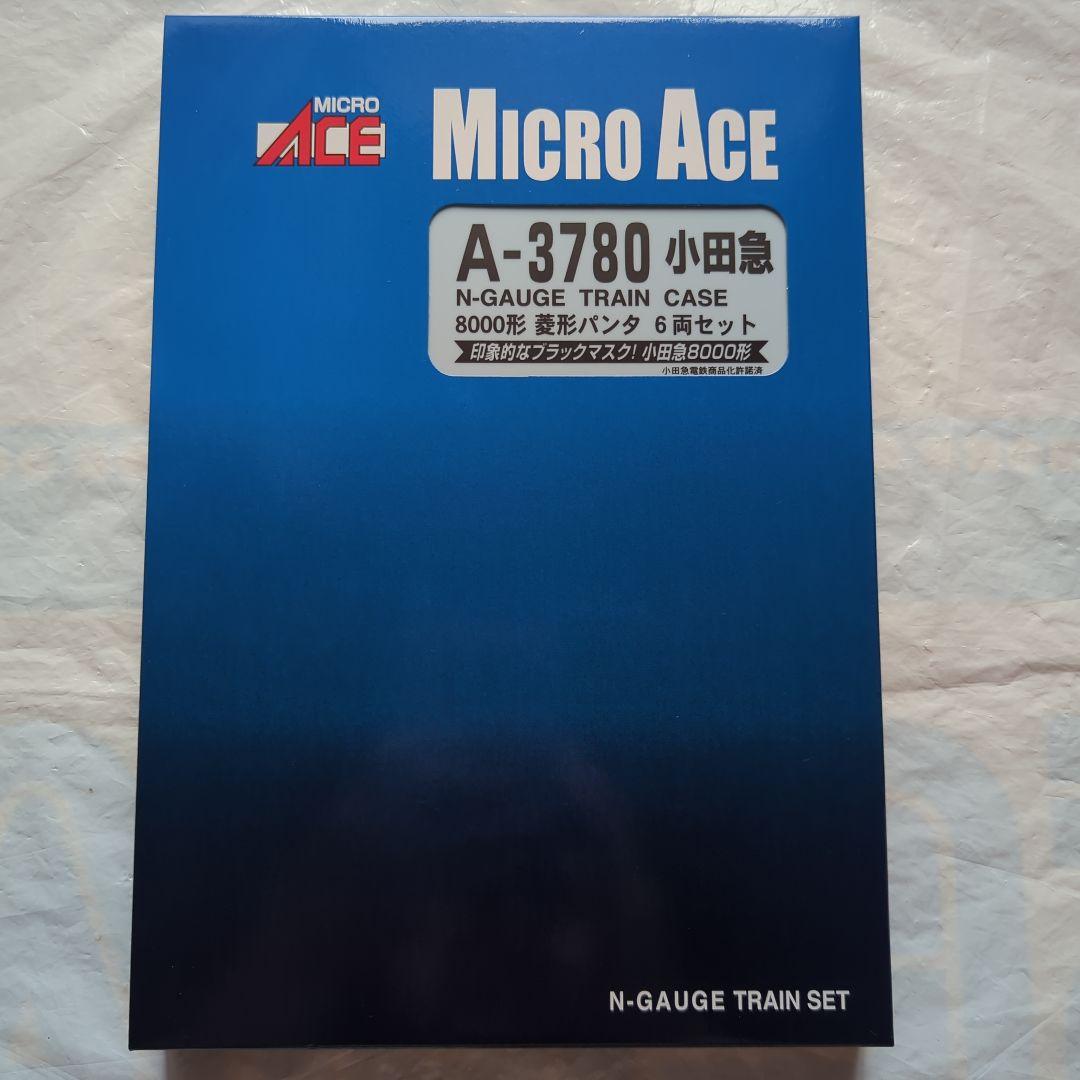 MICRO
ACE
MICRO ACE
A-3780 小田急
N-GAUGE TRAIN CASE
8000形 菱形パンタ 6両セット
印象的なブラックマスク! 小田急8000形
小田急電鉄商品化許諾済
N-GAUGE TRAIN SET